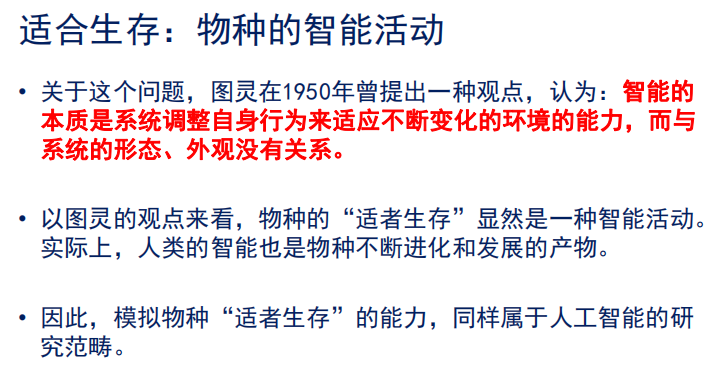 适合生存：物种的智能活动
• 关于这个问题，图灵在1950年曾提出一种观点，认为：智能的
本质是系统调整自身行为来适应不断变化的环境的能力，而与
系统的形态、外观没有关系。
• 以图灵的观点来看，物种的“适者生存”显然是一种智能活动。
实际上，人类的智能也是物种不断进化和发展的产物。
• 因此，模拟物种“适者生存”的能力，同样属于人工智能的研
究范畴。